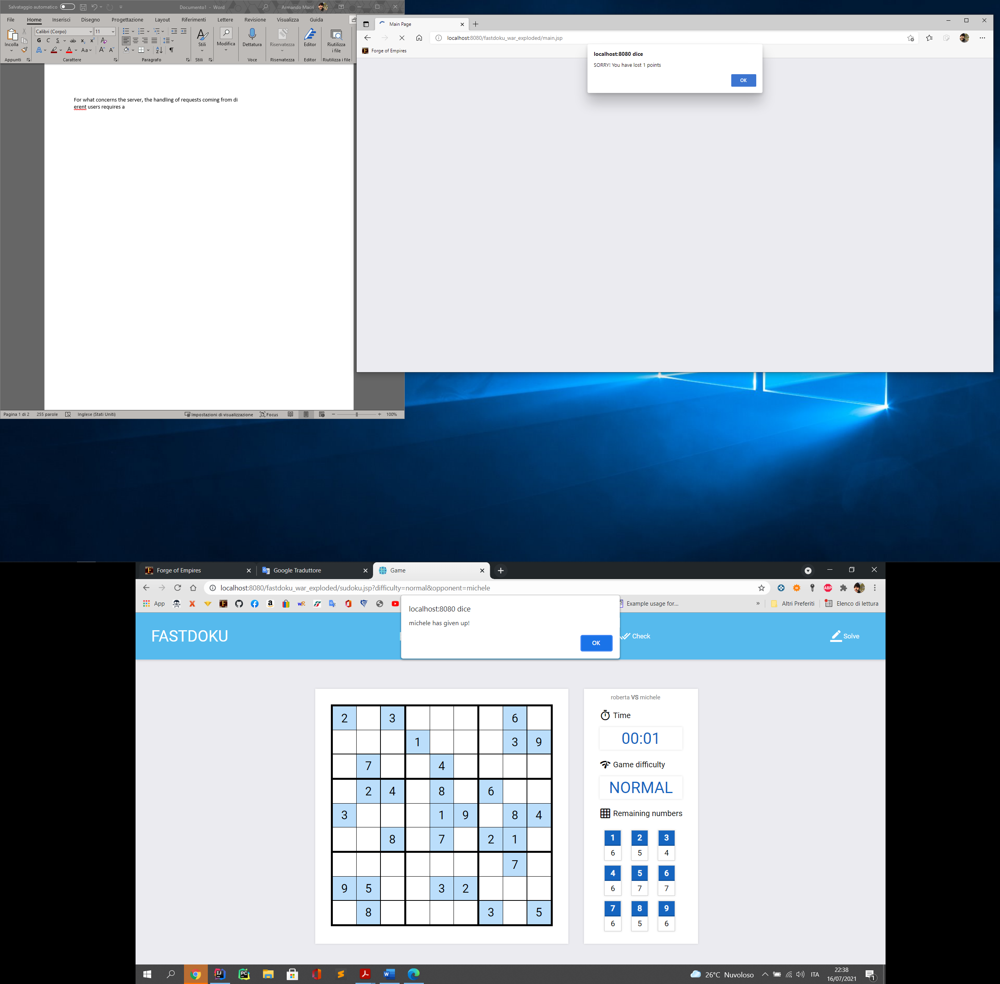 Salvataggio automatico
Documento1 - Word
Armando Macrì
File Home Inserisci Disegno Progettazione Layout Riferimenti Lettere Revisione Visualizza Guida
Incolla
Calibri (Corpo) 11
G C S ab x₂ x²
A A Aa A A
Stili
Modifica
Dettatura
Riservatezza
Editor
Riutilizza
i file
Appunti Carattere Paragrafo Stili Voce Riservatezza Editor Riutilizza i file
For what concerns the server, the handling of requests coming from di
erent users requires a
Pagina 1 di 2 255 parole Inglese (Stati Uniti) Impostazioni di visualizzazione Focus 100%
Main Page
localhost:8080/fastdoku_war_exploded/main.jsp
Forge of Empires
localhost:8080 dice
SORRY! You have lost 1 points
OK
Forge of Empires Google Traduttore Game
localhost:8080/fastdoku_war_exploded/sudoku.jsp?difficulty=normal&opponent=michele
ABP
App
Example usage for...
» Altri Preferiti Elenco di lettura
localhost:8080 dice
michele has given up!
OK
FASTDOKU
Check
Solve
2 3 6
1 3 9
7 4
2 4 8 6
3 1 9 8 4
8 7 2 1
7
9 5 3 2
8 3 5
roberta VS michele
Time
00:01
Game difficulty
NORMAL
Remaining numbers
1 2 3
6 5 4
4 5 6
6 7 7
7 8 9
6 5 6
26°C Nuvoloso
ITA
22:38
16/07/2021
1